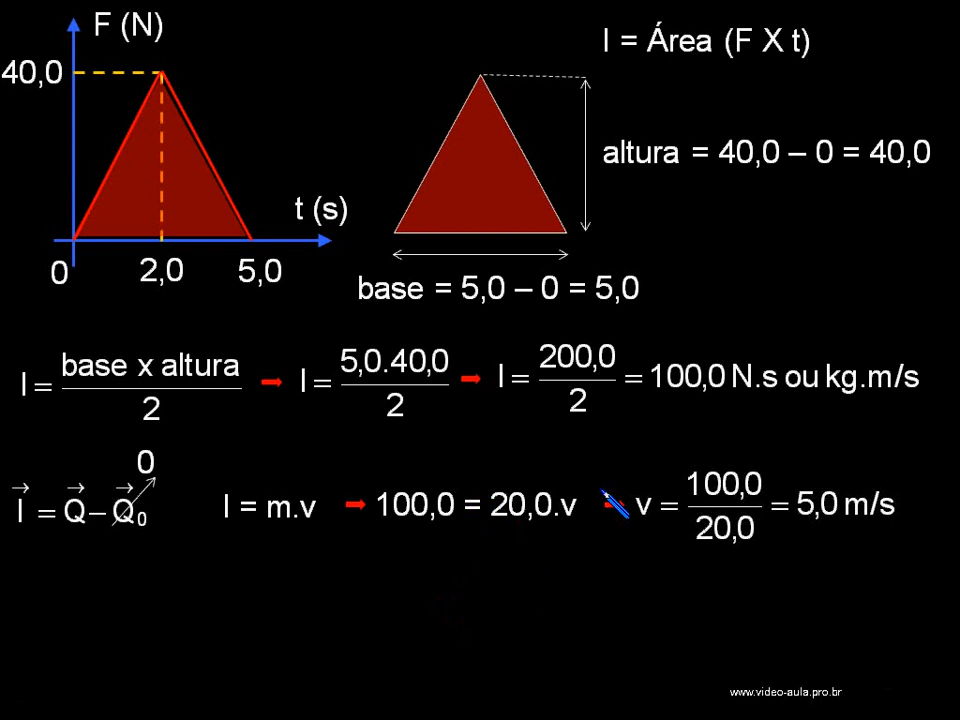 F (N)
I = Área (F X t)
40,0
altura = 40,0 – 0 = 40,0
t (s)
0
2,0
5,0
base = 5,0 – 0 = 5,0
I = base x altura / 2 ➡ I = 5,0.40,0 / 2 ➡ I = 200,0 / 2 = 100,0 N.s ou kg.m/s
0
I⃗ = Q⃗ – Q⃗₀
I = m.v ➡ 100,0 = 20,0.v ➡ v = 100,0 / 20,0 = 5,0 m/s
www.video-aula.pro.br